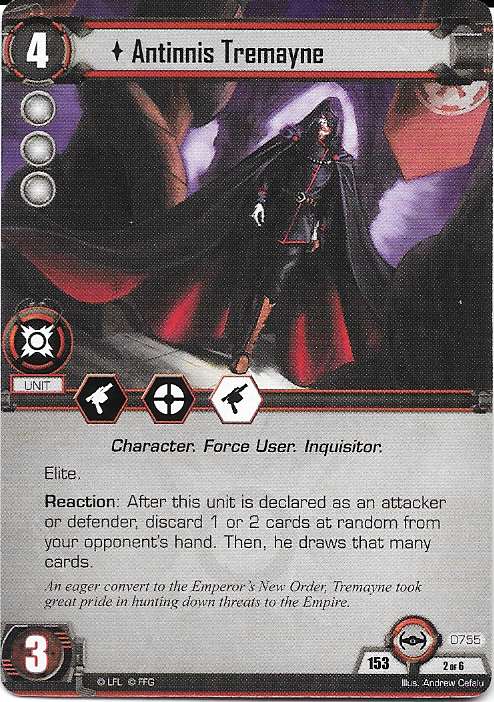 4
Antinnis Tremayne
UNIT
Character. Force User. Inquisitor.
Elite.
Reaction: After this unit is declared as an attacker
or defender, discard 1 or 2 cards at random from
your opponent's hand. Then, he draws that many
cards.
An eager convert to the Emperor's New Order, Tremayne took
great pride in hunting down threats to the Empire.
3
0755
153
2 OF 6
© LFL © FFG
Illus. Andrew Cefalu